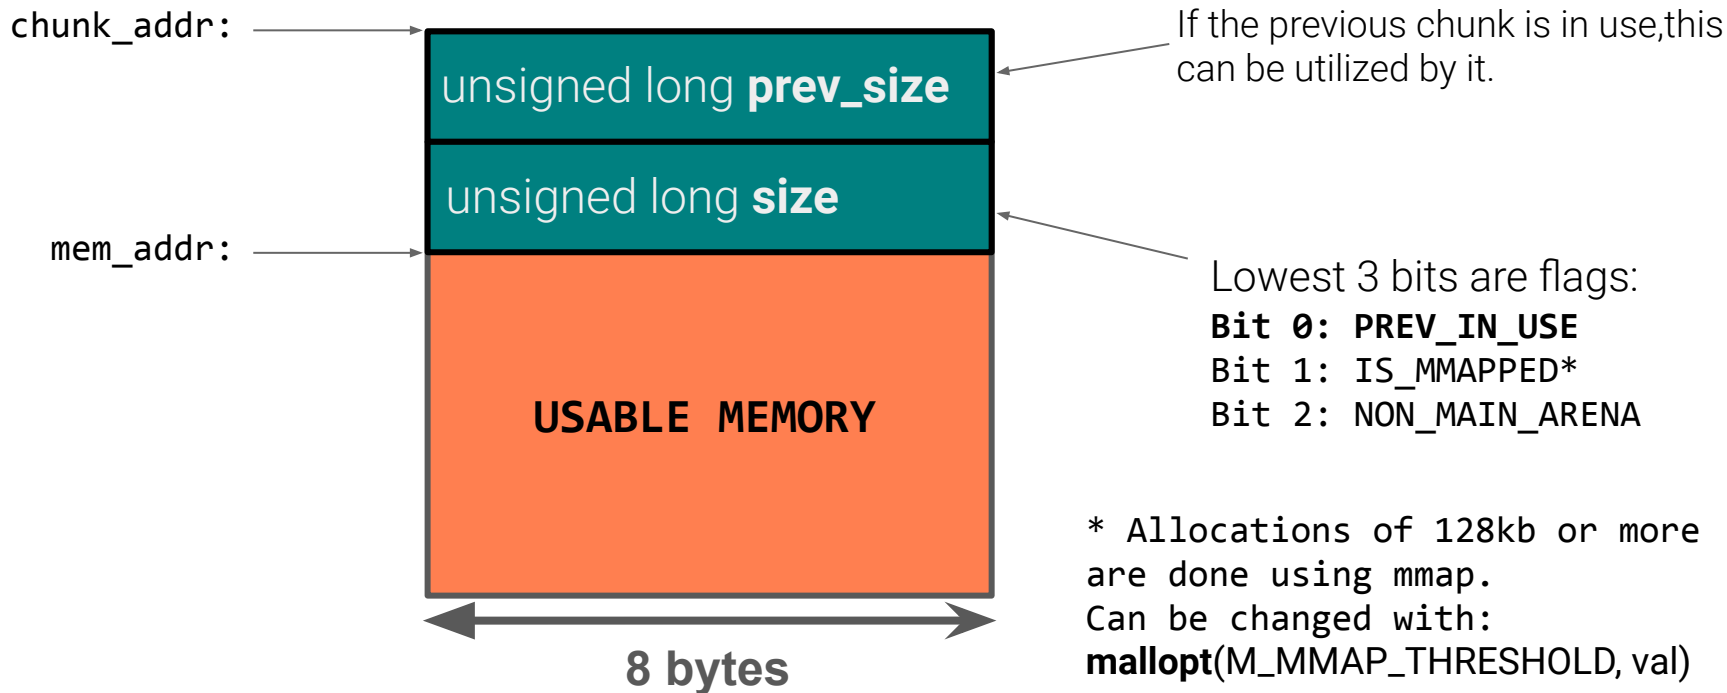 chunk_addr:
unsigned long prev_size
If the previous chunk is in use,this
can be utilized by it.
unsigned long size
mem_addr:
Lowest 3 bits are flags:
Bit 0: PREV_IN_USE
Bit 1: IS_MMAPPED*
Bit 2: NON_MAIN_ARENA
USABLE MEMORY
* Allocations of 128kb or more
are done using mmap.
Can be changed with:
mallopt(M_MMAP_THRESHOLD, val)
8 bytes